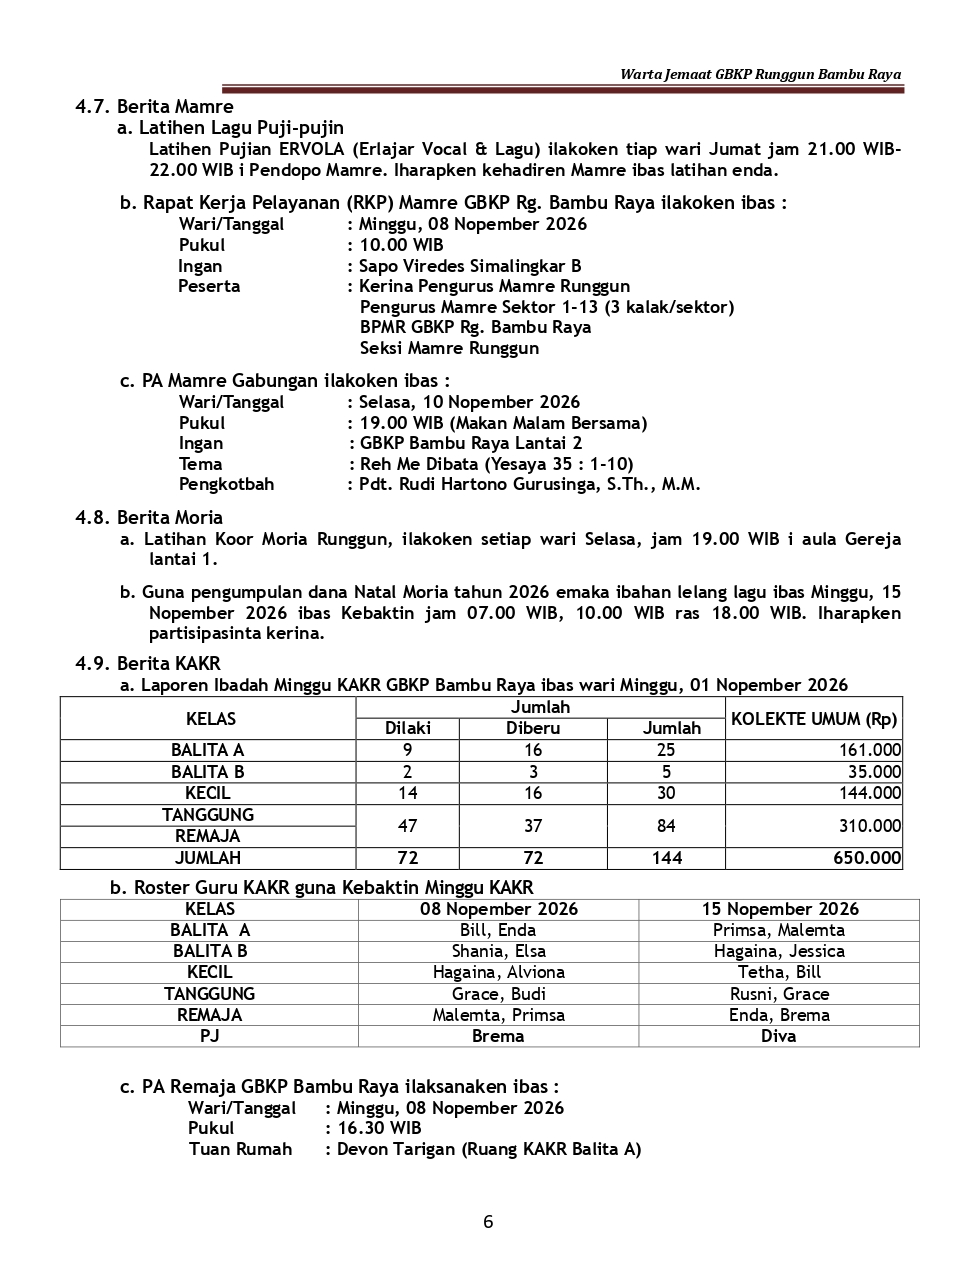 Warta Jemaat GBKP Runggun Bambu Raya
4.7. Berita Mamre
a. Latihen Lagu Puji-pujin
Latihen Pujian ERVOLA (Erlajar Vocal & Lagu) ilakoken tiap wari Jumat jam 21.00 WIB-
22.00 WIB i Pendopo Mamre. Iharapken kehadiren Mamre ibas latihan enda.
b. Rapat Kerja Pelayanan (RKP) Mamre GBKP Rg. Bambu Raya ilakoken ibas :
Wari/Tanggal : Minggu, 08 Nopember 2026
Pukul : 10.00 WIB
Ingan : Sapo Viredes Simalingkar B
Peserta : Kerina Pengurus Mamre Runggun
Pengurus Mamre Sektor 1-13 (3 kalak/sektor)
BPMR GBKP Rg. Bambu Raya
Seksi Mamre Runggun
c. PA Mamre Gabungan ilakoken ibas :
Wari/Tanggal : Selasa, 10 Nopember 2026
Pukul : 19.00 WIB (Makan Malam Bersama)
Ingan : GBKP Bambu Raya Lantai 2
Tema : Reh Me Dibata (Yesaya 35 : 1-10)
Pengkotbah : Pdt. Rudi Hartono Gurusinga, S.Th., M.M.
4.8. Berita Moria
a. Latihan Koor Moria Runggun, ilakoken setiap wari Selasa, jam 19.00 WIB i aula Gereja
lantai 1.
b. Guna pengumpulan dana Natal Moria tahun 2026 emaka ibahan lelang lagu ibas Minggu, 15
Nopember 2026 ibas Kebaktin jam 07.00 WIB, 10.00 WIB ras 18.00 WIB. Iharapken
partisipasinta kerina.
4.9. Berita KAKR
a. Laporen Ibadah Minggu KAKR GBKP Bambu Raya ibas wari Minggu, 01 Nopember 2026
KELAS Jumlah KOLEKTE UMUM (Rp)
Dilaki Diberu Jumlah
BALITA A 9 16 25 161.000
BALITA B 2 3 5 35.000
KECIL 14 16 30 144.000
TANGGUNG 47 37 84 310.000
REMAJA
JUMLAH 72 72 144 650.000
b. Roster Guru KAKR guna Kebaktin Minggu KAKR
KELAS 08 Nopember 2026 15 Nopember 2026
BALITA A Bill, Enda Primsa, Malemta
BALITA B Shania, Elsa Hagaina, Jessica
KECIL Hagaina, Alviona Tetha, Bill
TANGGUNG Grace, Budi Rusni, Grace
REMAJA Malemta, Primsa Enda, Brema
PJ Brema Diva
c. PA Remaja GBKP Bambu Raya ilaksanaken ibas :
Wari/Tanggal : Minggu, 08 Nopember 2026
Pukul : 16.30 WIB
Tuan Rumah : Devon Tarigan (Ruang KAKR Balita A)
6